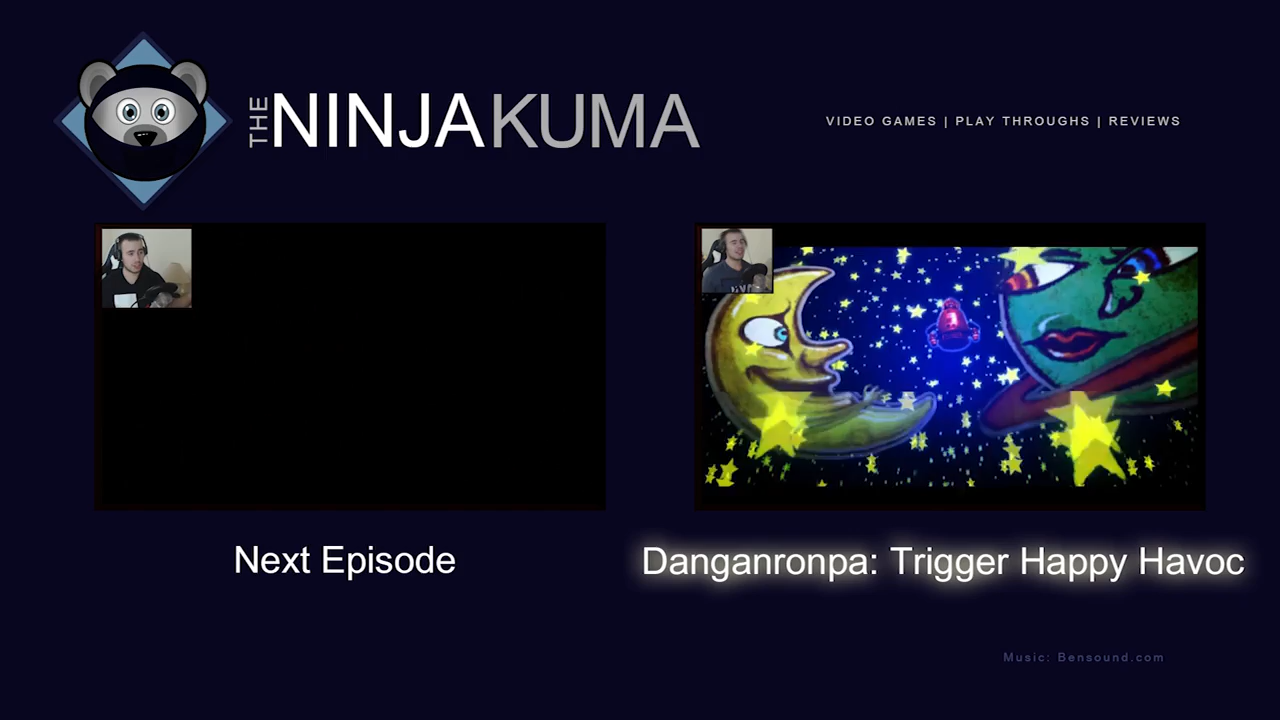 THE NINJAKUMA
VIDEO GAMES | PLAY THROUGHS | REVIEWS
Next Episode
Danganronpa: Trigger Happy Havoc
Music: Bensound.com